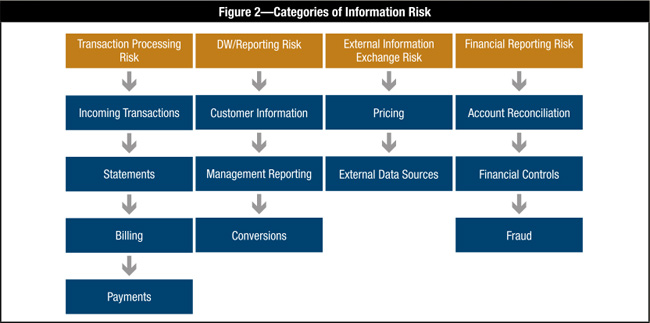 Figure 2—Categories of Information Risk
Transaction Processing
Risk
DW/Reporting Risk
External Information
Exchange Risk
Financial Reporting Risk
Incoming Transactions
Customer Information
Pricing
Account Reconciliation
Statements
Management Reporting
External Data Sources
Financial Controls
Billing
Conversions
Fraud
Payments